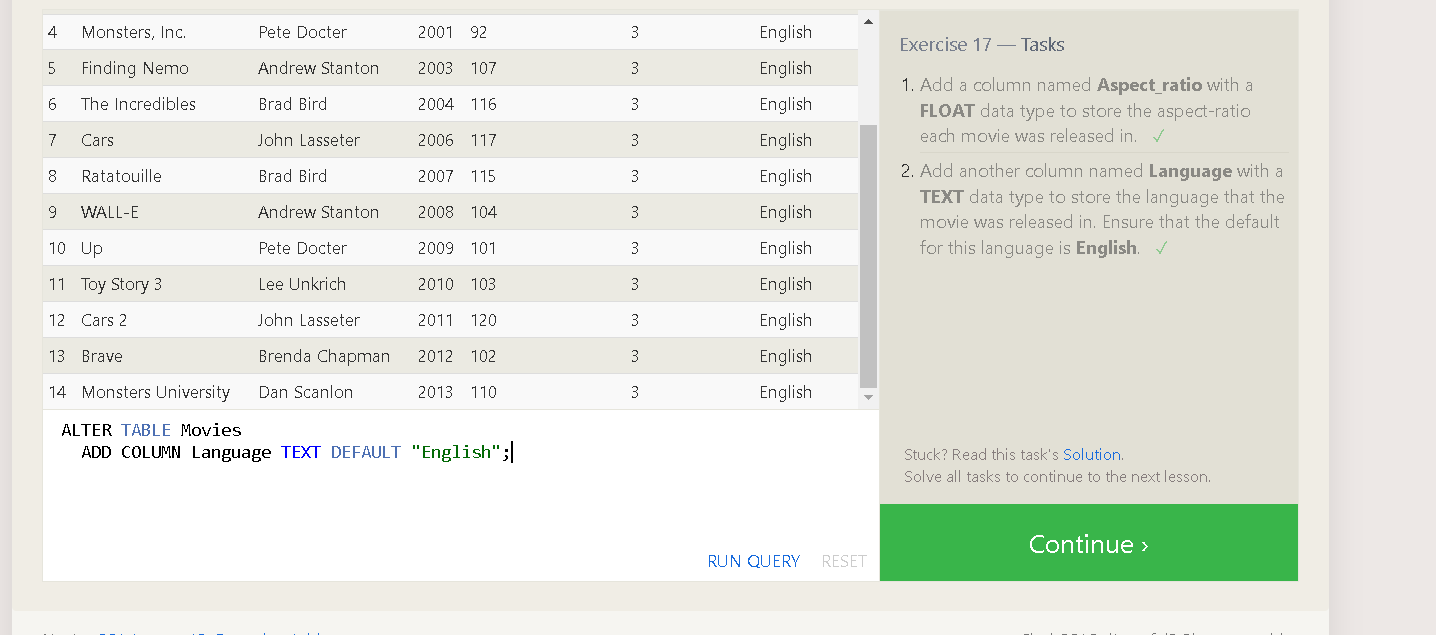 4 Monsters, Inc. Pete Docter 2001 92 3 English
5 Finding Nemo Andrew Stanton 2003 107 3 English
6 The Incredibles Brad Bird 2004 116 3 English
7 Cars John Lasseter 2006 117 3 English
8 Ratatouille Brad Bird 2007 115 3 English
9 WALL-E Andrew Stanton 2008 104 3 English
10 Up Pete Docter 2009 101 3 English
11 Toy Story 3 Lee Unkrich 2010 103 3 English
12 Cars 2 John Lasseter 2011 120 3 English
13 Brave Brenda Chapman 2012 102 3 English
14 Monsters University Dan Scanlon 2013 110 3 English
ALTER TABLE Movies
ADD COLUMN Language TEXT DEFAULT "English";
RUN QUERY RESET
Exercise 17 — Tasks
1. Add a column named Aspect_ratio with a
FLOAT data type to store the aspect-ratio
each movie was released in. ✓
2. Add another column named Language with a
TEXT data type to store the language that the
movie was released in. Ensure that the default
for this language is English. ✓
Stuck? Read this task's Solution.
Solve all tasks to continue to the next lesson.
Continue ›